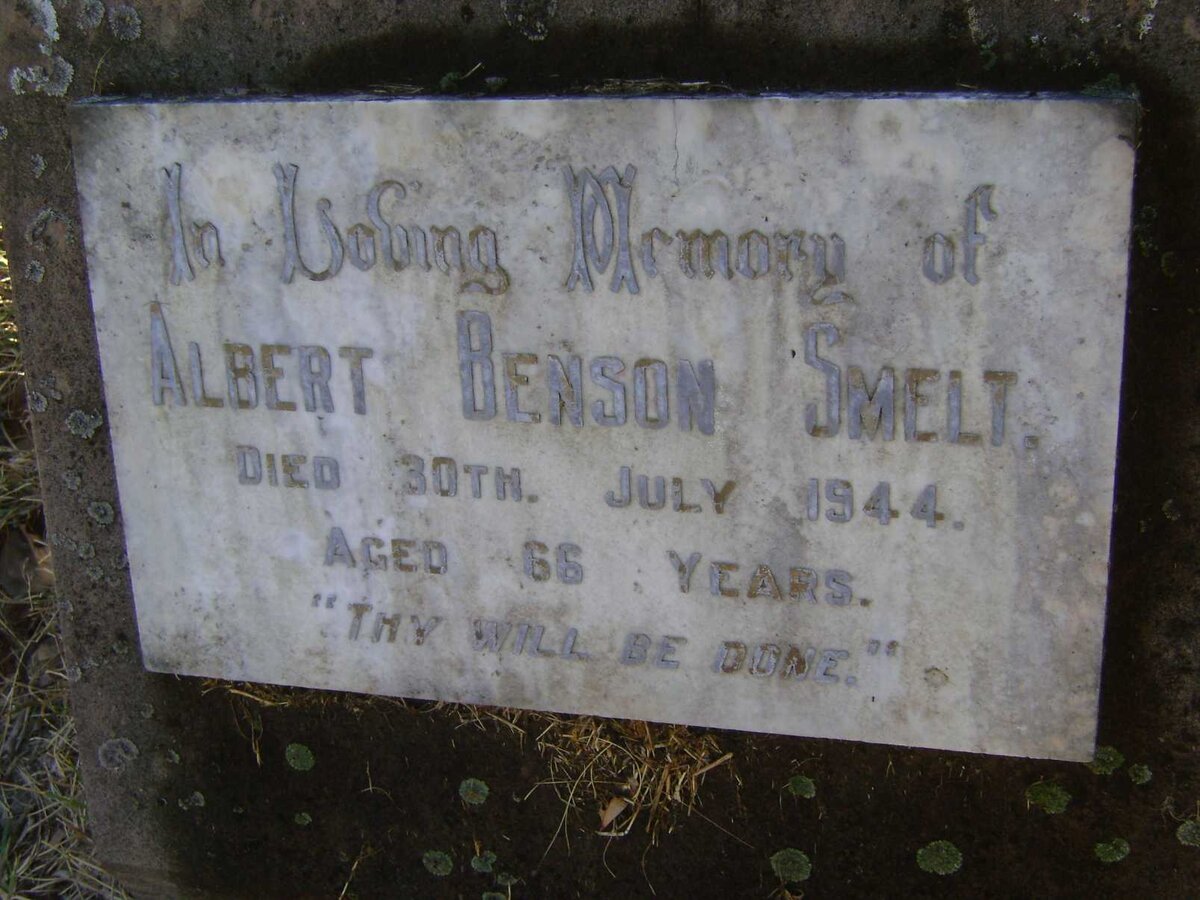 In Loving Memory of
ALBERT BENSON SMELT.
DIED 30TH. JULY 1944.
AGED 66 YEARS.
"THY WILL BE DONE."